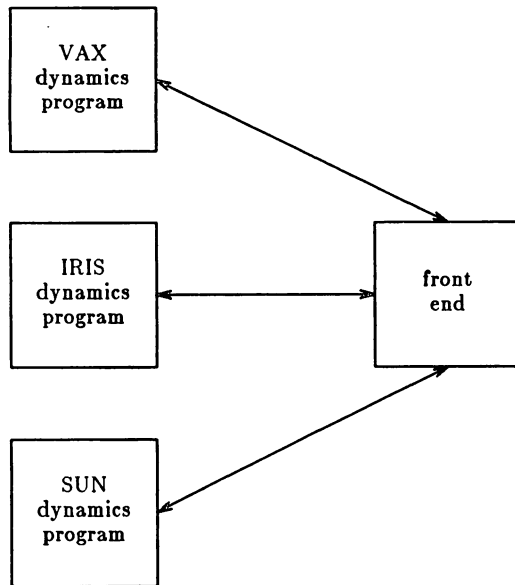 VAX
dynamics
program
IRIS
dynamics
program
front
end
SUN
dynamics
program